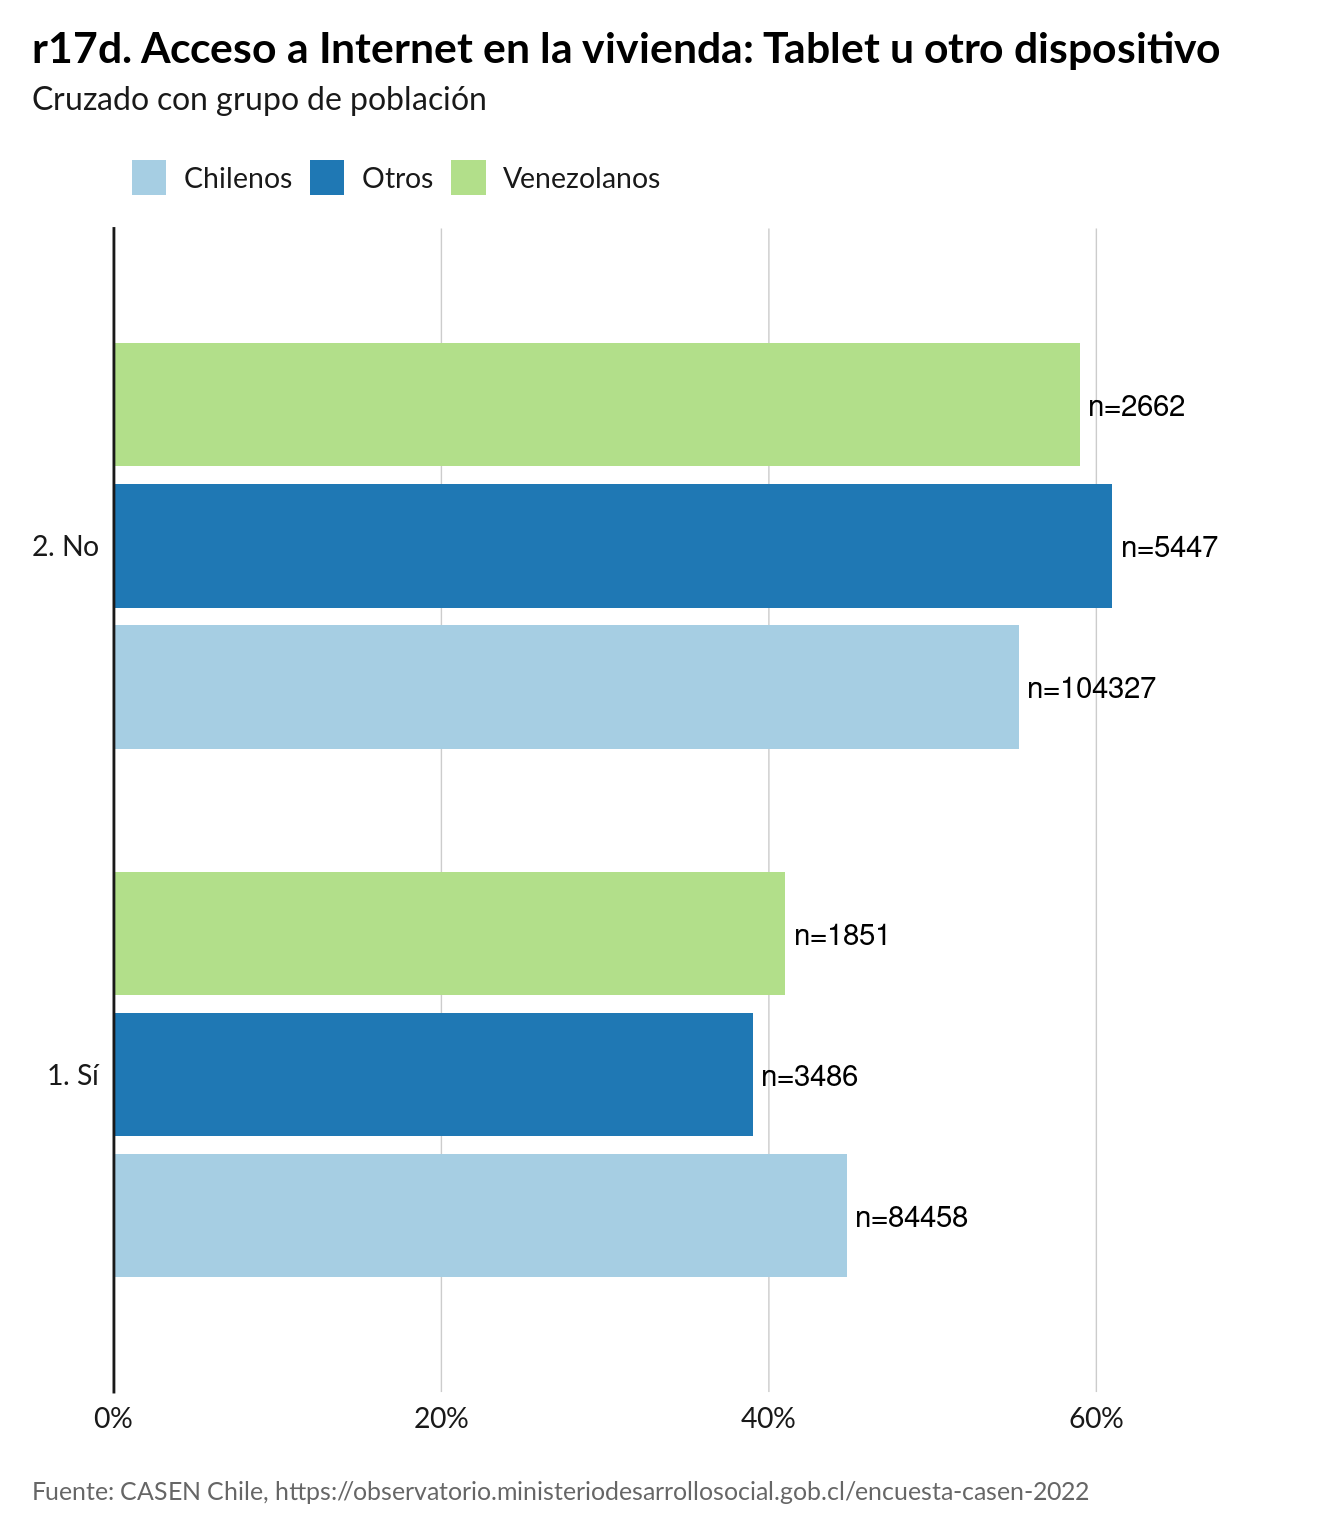 r17d. Acceso a Internet en la vivienda: Tablet u otro dispositivo
Cruzado con grupo de población
Chilenos Otros Venezolanos
n=2662
2. No n=5447
n=104327
n=1851
1. Sí n=3486
n=84458
0% 20% 40% 60%
Fuente: CASEN Chile, https://observatorio.ministeriodesarrollosocial.gob.cl/encuesta-casen-2022